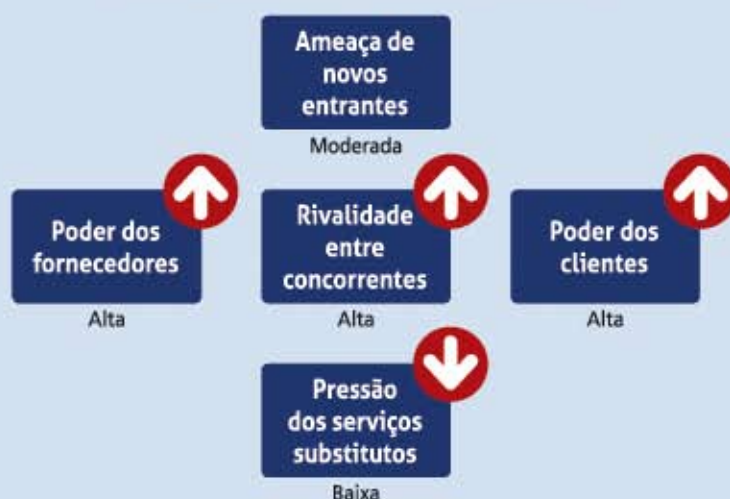 Ameaça de
novos
entrantes
Moderada
Poder dos
fornecedores
Alta
Rivalidade
entre
concorrentes
Alta
Poder dos
clientes
Alta
Pressão
dos serviços
substitutos
Baixa